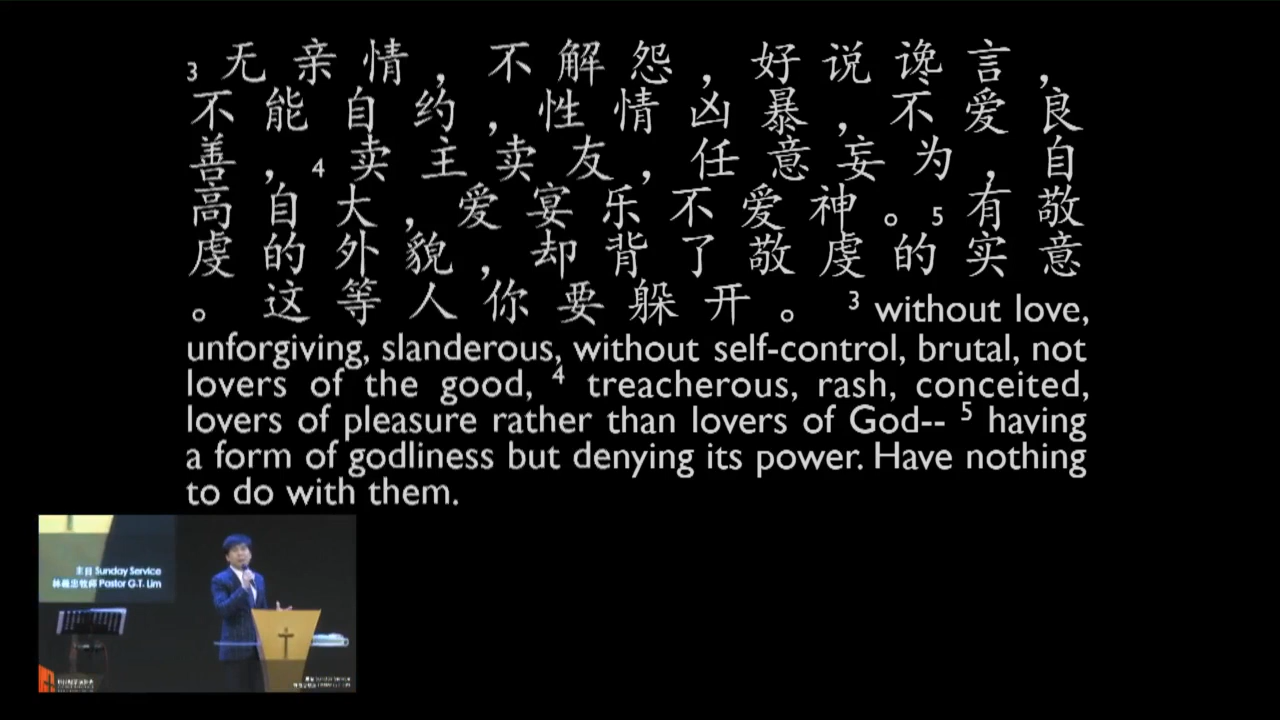 3 无亲情，不解怨，好说谗言，
不能自约，性情凶暴，不爱良
善，4 卖主卖友，任意妄为，自
高自大，爱宴乐不爱神。5 有敬
虔的外貌，却背了敬虔的实意
。这等人你要躲开。 3 without love,
unforgiving, slanderous, without self-control, brutal, not
lovers of the good, 4 treacherous, rash, conceited,
lovers of pleasure rather than lovers of God-- 5 having
a form of godliness but denying its power. Have nothing
to do with them.
主日 Sunday Service
牧师 Pastor G.T. Lim
Sunday Service